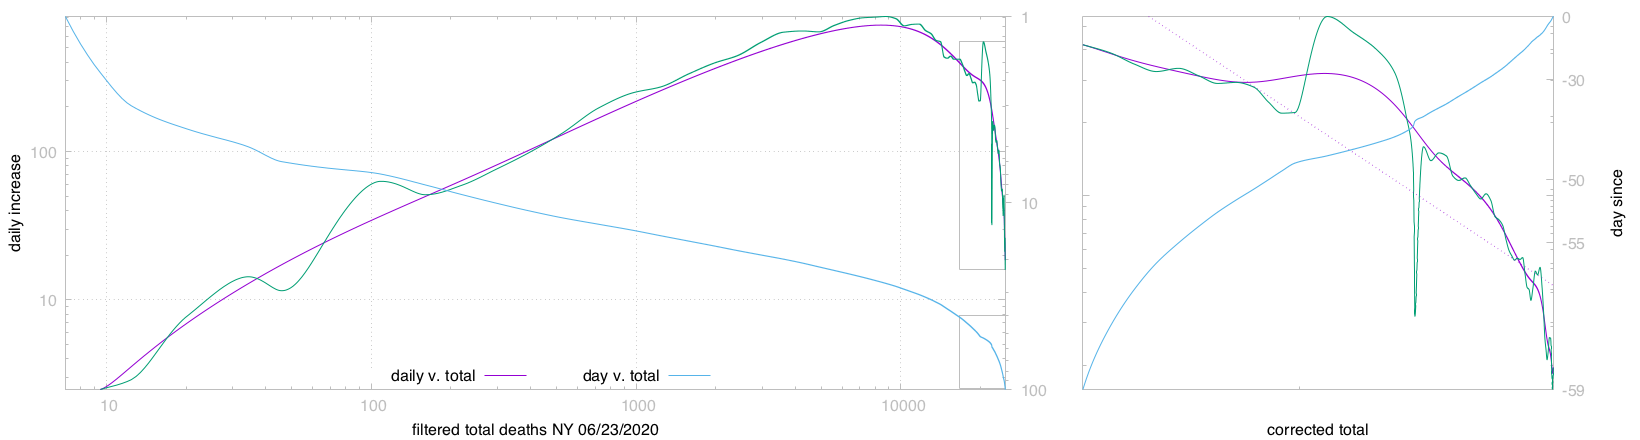 daily increase
100
10
10
100
1000
10000
1
10
100
daily v. total
day v. total
filtered total deaths NY 06/23/2020
0
-30
-50
-55
-59
day since
corrected total